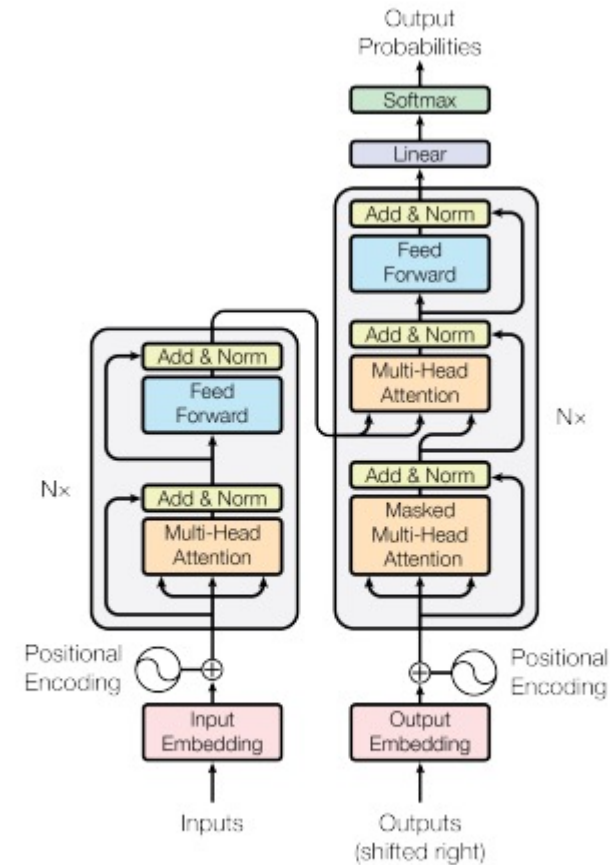 Output
Probabilities
Softmax
Linear
Add & Norm
Feed
Forward
Add & Norm
Multi-Head
Attention
Add & Norm
Masked
Multi-Head
Attention
Nx
Add & Norm
Feed
Forward
Add & Norm
Multi-Head
Attention
Nx
Positional
Encoding
Positional
Encoding
Input
Embedding
Output
Embedding
Inputs
Outputs
(shifted right)